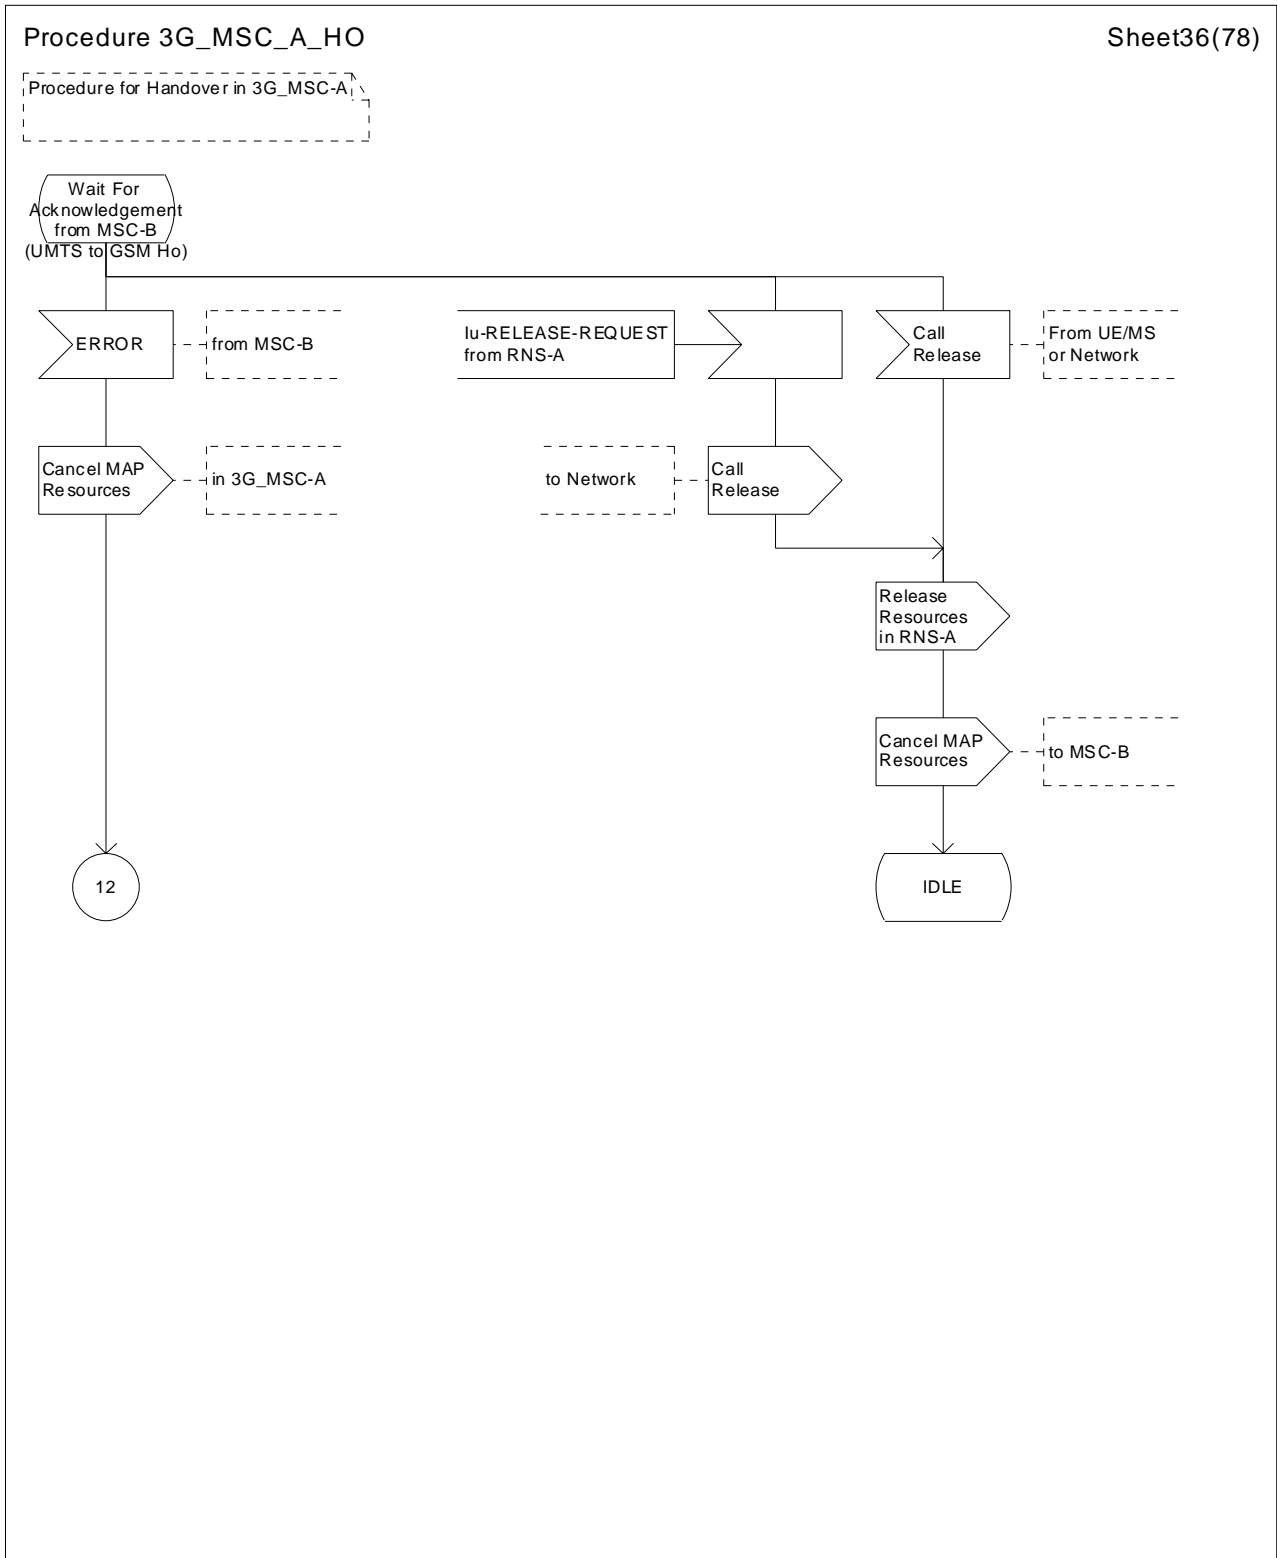 Procedure 3G_MSC_A_HO
Sheet36(78)
Procedure for Handover in 3G_MSC-A
Wait For
Acknowledgement
from MSC-B
(UMTS to GSM Ho)
ERROR
from MSC-B
Iu-RELEASE-REQUEST
from RNS-A
Call
Release
From UE/MS
or Network
Cancel MAP
Resources
in 3G_MSC-A
to Network
Call
Release
Release
Resources
in RNS-A
Cancel MAP
Resources
to MSC-B
12
IDLE